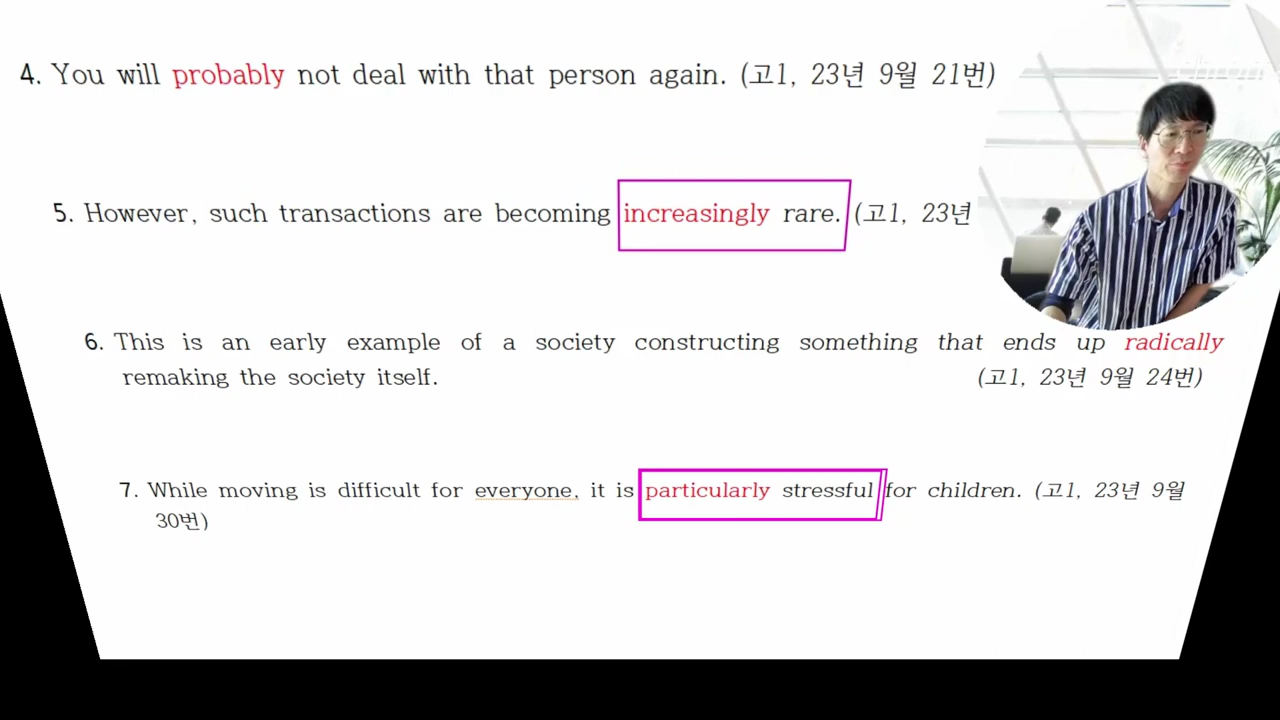 4. You will probably not deal with that person again. (고1, 23년 9월 21번)
5. However, such transactions are becoming increasingly rare. (고1, 23년
6. This is an early example of a society constructing something that ends up radically
remaking the society itself. (고1, 23년 9월 24번)
7. While moving is difficult for everyone, it is particularly stressful for children. (고1, 23년 9월
30번)